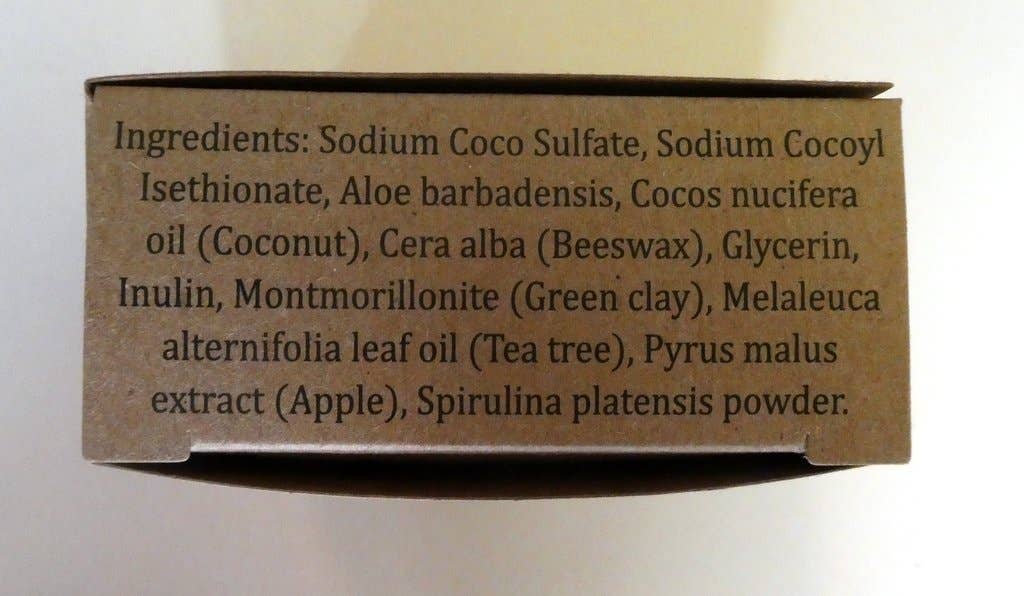 Ingredients: Sodium Coco Sulfate, Sodium Cocoyl
Isethionate, Aloe barbadensis, Cocos nucifera
oil (Coconut), Cera alba (Beeswax), Glycerin,
Inulin, Montmorillonite (Green clay), Melaleuca
alternifolia leaf oil (Tea tree), Pyrus malus
extract (Apple), Spirulina platensis powder.